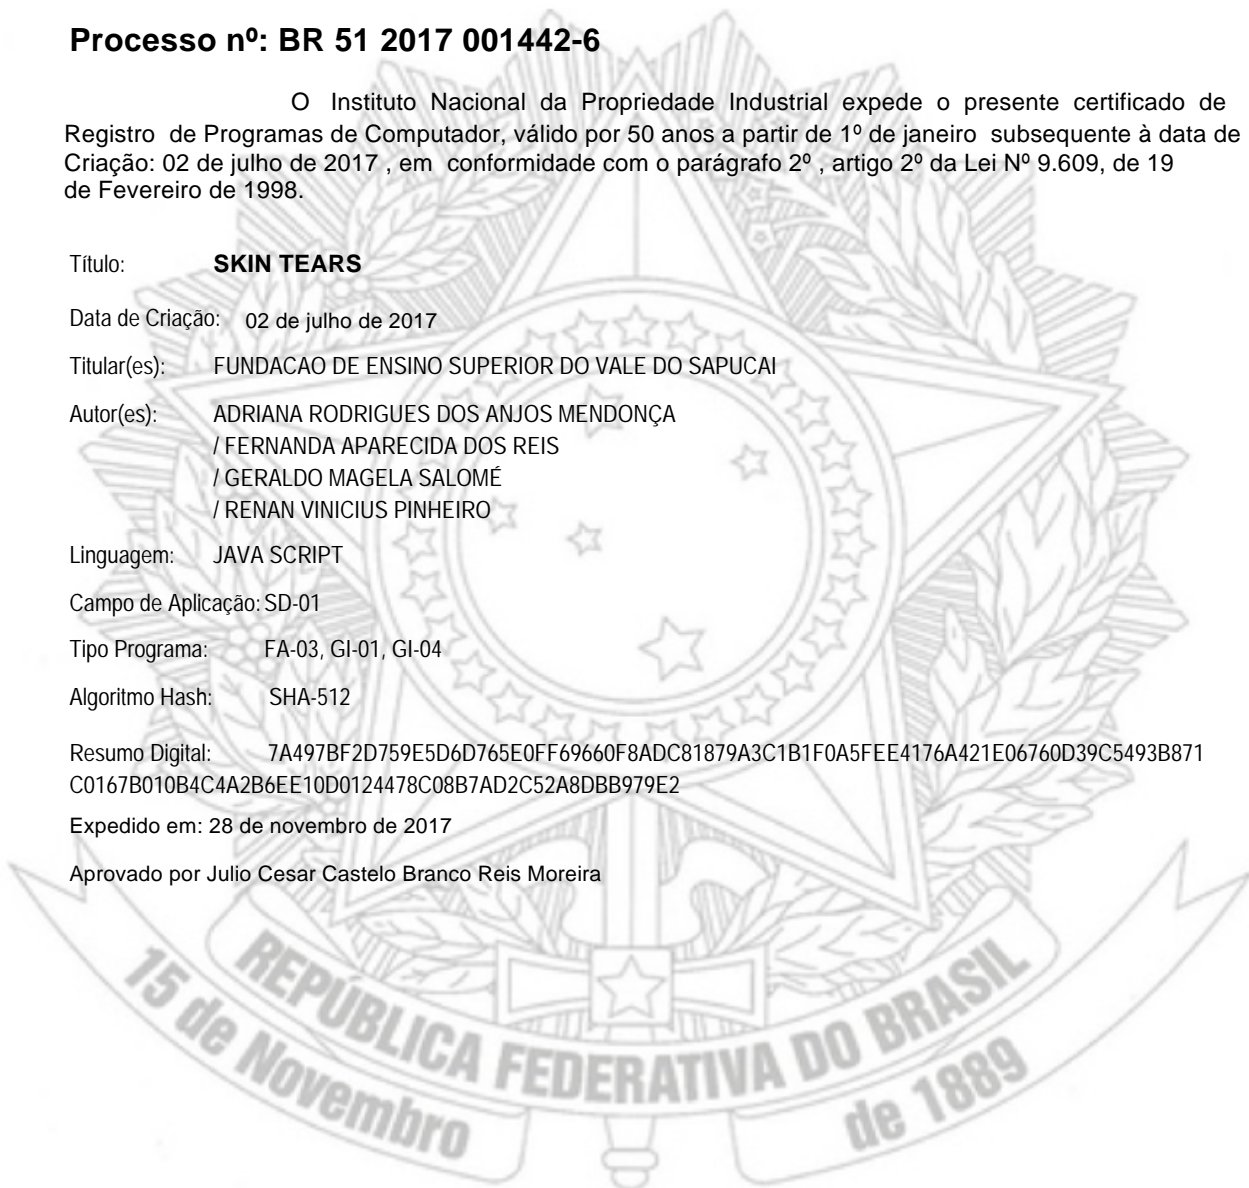 Processo nº: BR 51 2017 001442-6
O Instituto Nacional da Propriedade Industrial expede o presente certificado de
Registro de Programas de Computador, válido por 50 anos a partir de 1º de janeiro subsequente à data de
Criação: 02 de julho de 2017 , em conformidade com o parágrafo 2º , artigo 2º da Lei Nº 9.609, de 19
de Fevereiro de 1998.
Título: SKIN TEARS
Data de Criação: 02 de julho de 2017
Titular(es): FUNDACAO DE ENSINO SUPERIOR DO VALE DO SAPUCAI
Autor(es): ADRIANA RODRIGUES DOS ANJOS MENDONÇA
/ FERNANDA APARECIDA DOS REIS
/ GERALDO MAGELA SALOMÉ
/ RENAN VINICIUS PINHEIRO
Linguagem: JAVA SCRIPT
Campo de Aplicação: SD-01
Tipo Programa: FA-03, GI-01, GI-04
Algoritmo Hash: SHA-512
Resumo Digital: 7A497BF2D759E5D6D765E0FF69660F8ADC81879A3C1B1F0A5FEE4176A421E06760D39C5493B871
C0167B010B4C4A2B6EE10D0124478C08B7AD2C52A8DBB979E2
Expedido em: 28 de novembro de 2017
Aprovado por Julio Cesar Castelo Branco Reis Moreira
REPÚBLICA FEDERATIVA DO BRASIL
15 de Novembro de 1889